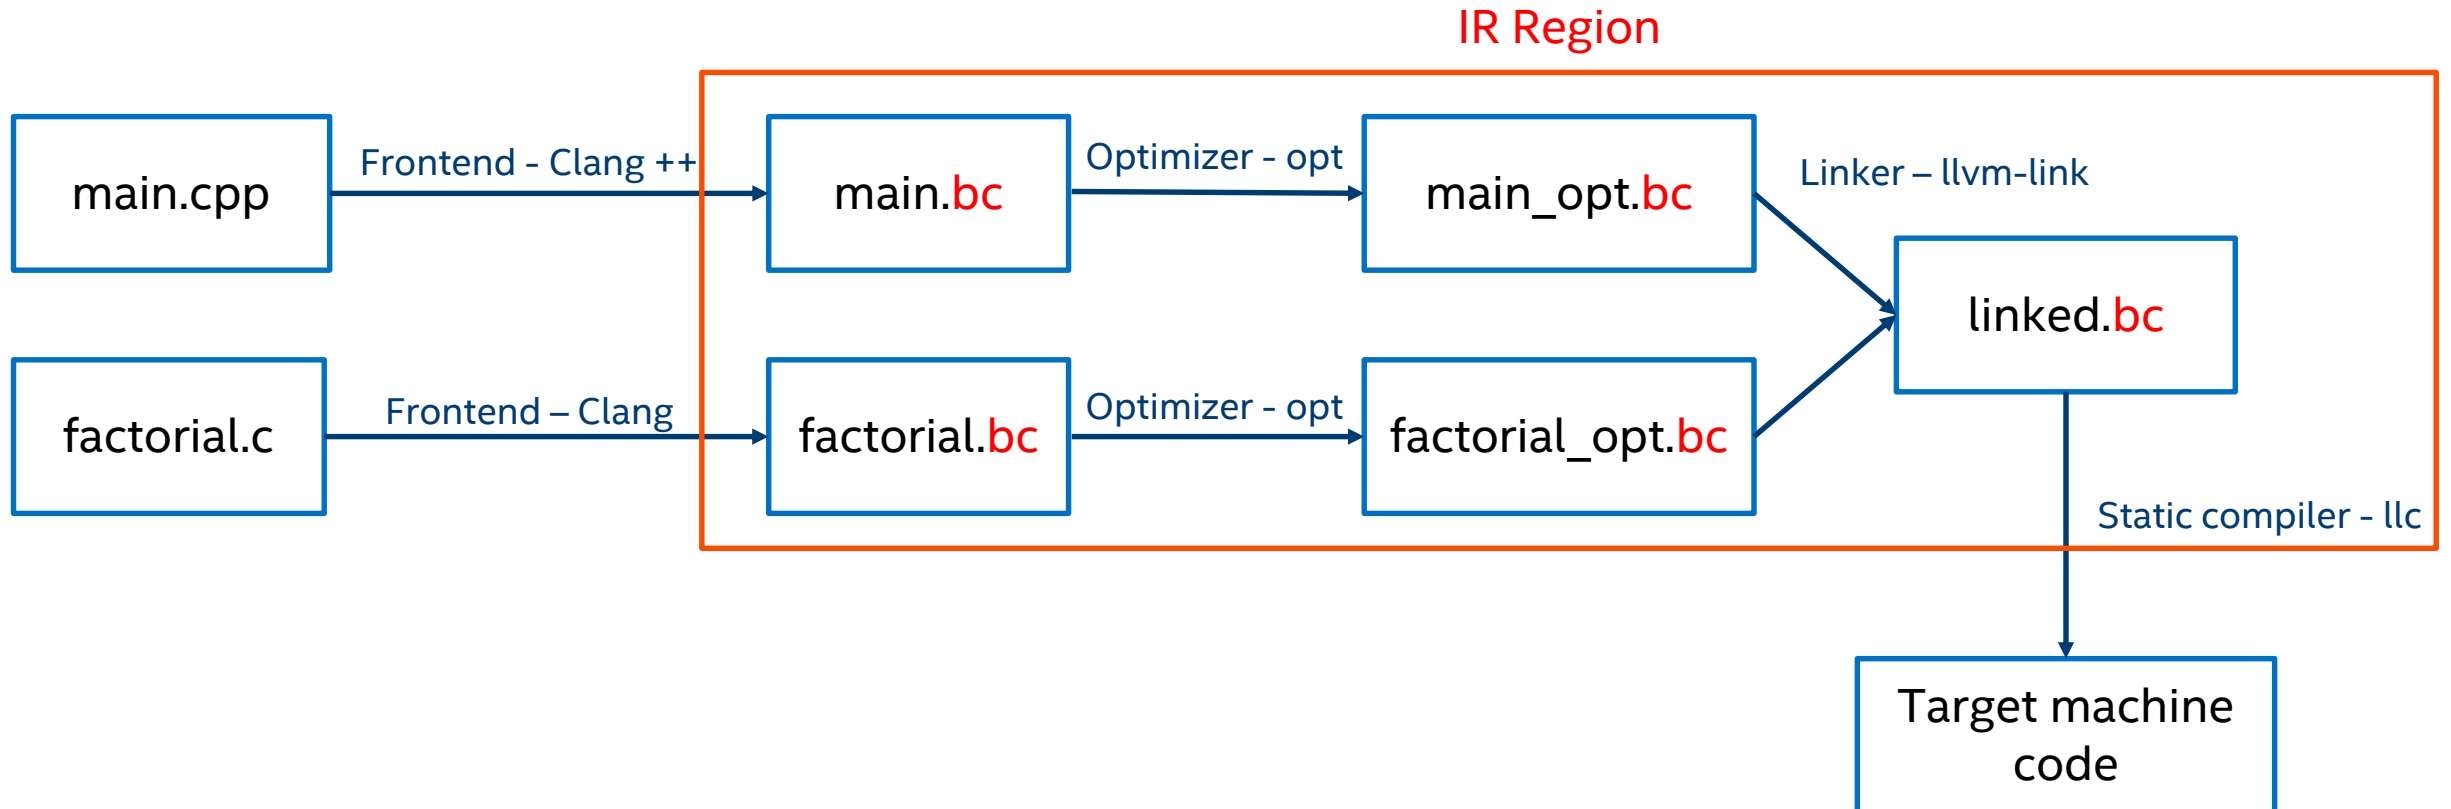 IR Region
main.cpp
Frontend - Clang ++
main.bc
Optimizer - opt
main_opt.bc
Linker – llvm-link
linked.bc
factorial.c
Frontend – Clang
factorial.bc
Optimizer - opt
factorial_opt.bc
Static compiler - llc
Target machine
code